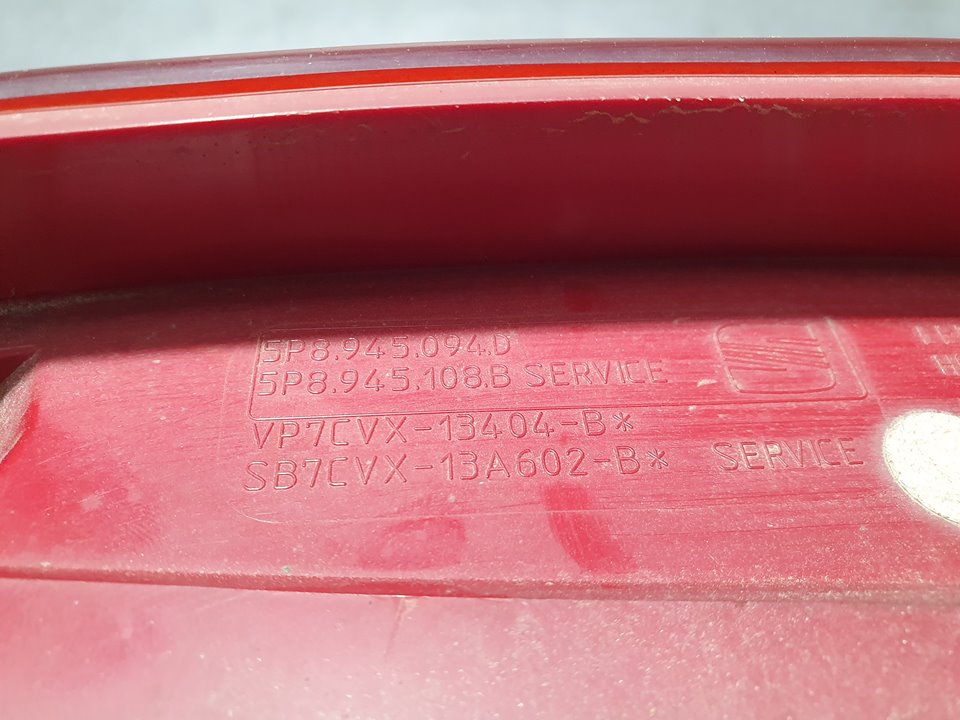 5P8.945.094.D
5P8.945.108.B SERVICE
VP7CVX-13404-B*
SB7CVX-13A602-B* SERVICE